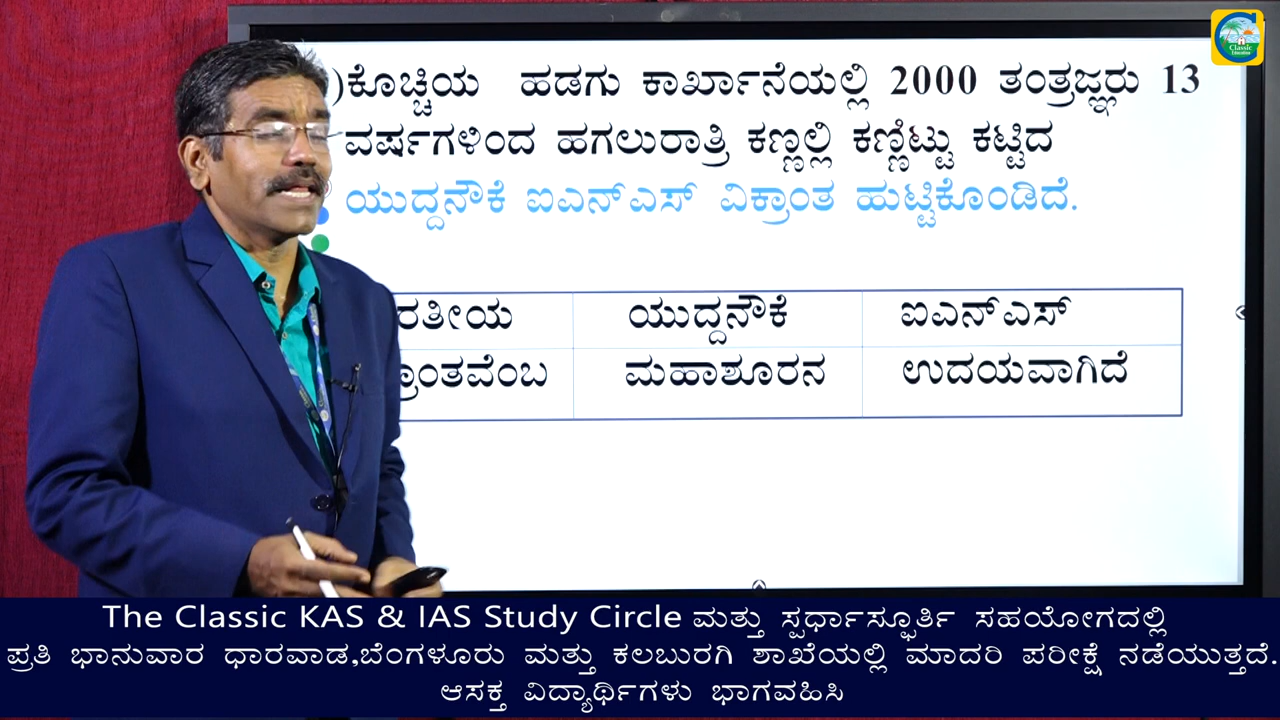 Classic
Education
)ಕೊಚ್ಚಿಯ ಹಡಗು ಕಾರ್ಖಾನೆಯಲ್ಲಿ 2000 ತಂತ್ರಜ್ಞರು 13
ವರ್ಷಗಳಿಂದ ಹಗಲುರಾತ್ರಿ ಕಣ್ಣಲ್ಲಿ ಕಣ್ಣಿಟ್ಟು ಕಟ್ಟಿದ
ಯುದ್ದನೌಕೆ ಐಎನ್ಎಸ್ ವಿಕ್ರಾಂತ ಹುಟ್ಟಿಕೊಂಡಿದೆ.
ಯುದ್ದನೌಕೆ ಐಎನ್ಎಸ್
ಮಹಾಶೂರನ ಉದಯವಾಗಿದೆ
The Classic KAS & IAS Study Circle ಮತ್ತು ಸ್ಪರ್ಧಾಸ್ಫೂರ್ತಿ ಸಹಯೋಗದಲ್ಲಿ
ಪ್ರತಿ ಭಾನುವಾರ ಧಾರವಾಡ,ಬೆಂಗಳೂರು ಮತ್ತು ಕಲಬುರಗಿ ಶಾಖೆಯಲ್ಲಿ ಮಾದರಿ ಪರೀಕ್ಷೆ ನಡೆಯುತ್ತದೆ.
ಆಸಕ್ತ ವಿದ್ಯಾರ್ಥಿಗಳು ಭಾಗವಹಿಸಿ